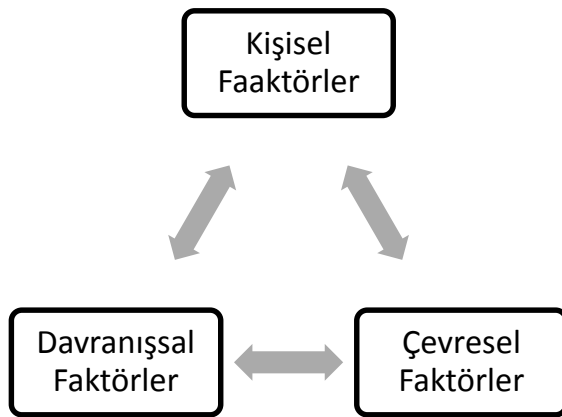 Kişisel
Faaktörler
Davranışsal
Faktörler
Çevresel
Faktörler